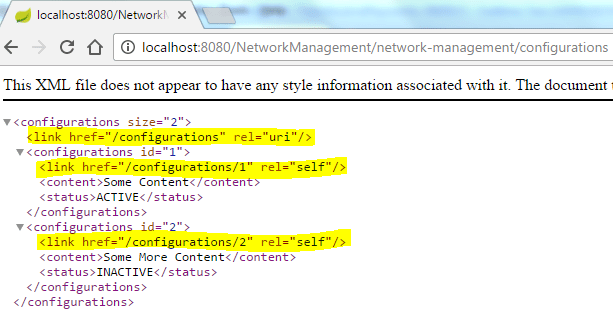 localhost:8080/NetworkM
localhost:8080/NetworkManagement/network-management/configurations
This XML file does not appear to have any style information associated with it. The document
<configurations size="2">
<link href="/configurations" rel="uri"/>
<configurations id="1">
<link href="/configurations/1" rel="self"/>
<content>Some Content</content>
<status>ACTIVE</status>
</configurations>
<configurations id="2">
<link href="/configurations/2" rel="self"/>
<content>Some More Content</content>
<status>INACTIVE</status>
</configurations>
</configurations>